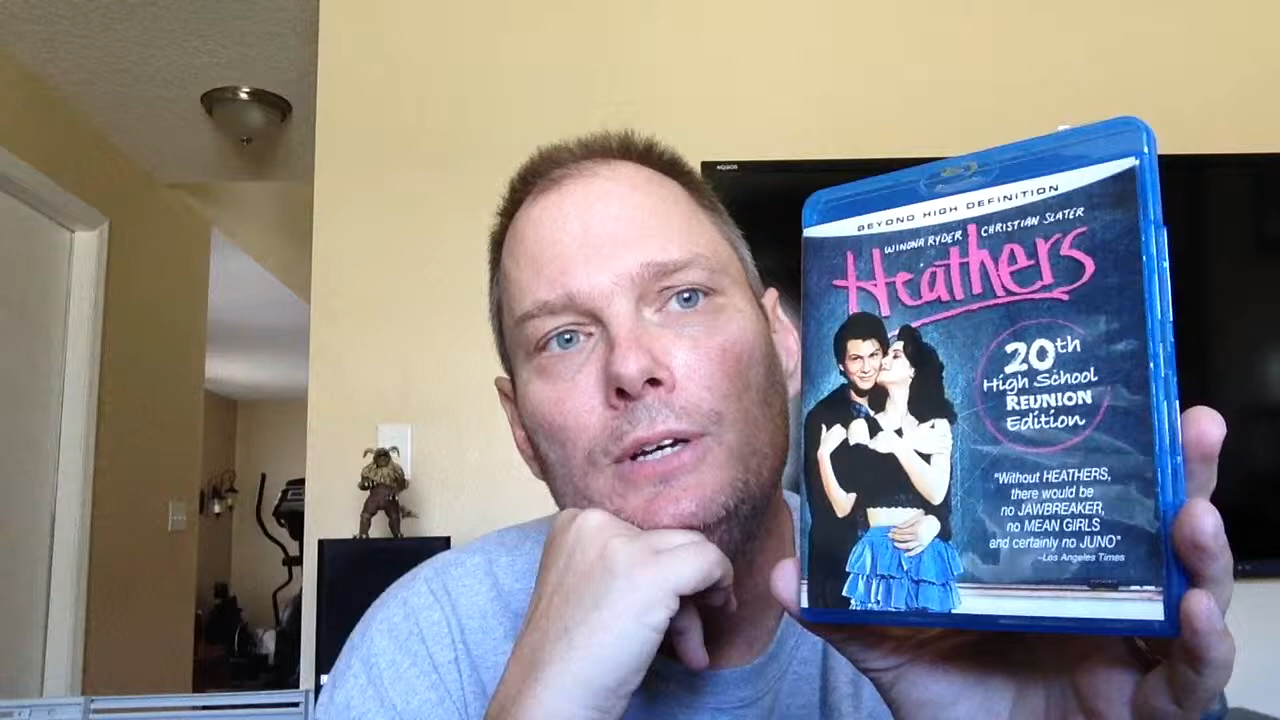 AQUOS
BEYOND HIGH DEFINITION
WINONA RYDER CHRISTIAN SLATER
Heathers
20th
High School
REUNION
Edition
"Without HEATHERS,
there would be
no JAWBREAKER,
no MEAN GIRLS
and certainly no JUNO"
-Los Angeles Times